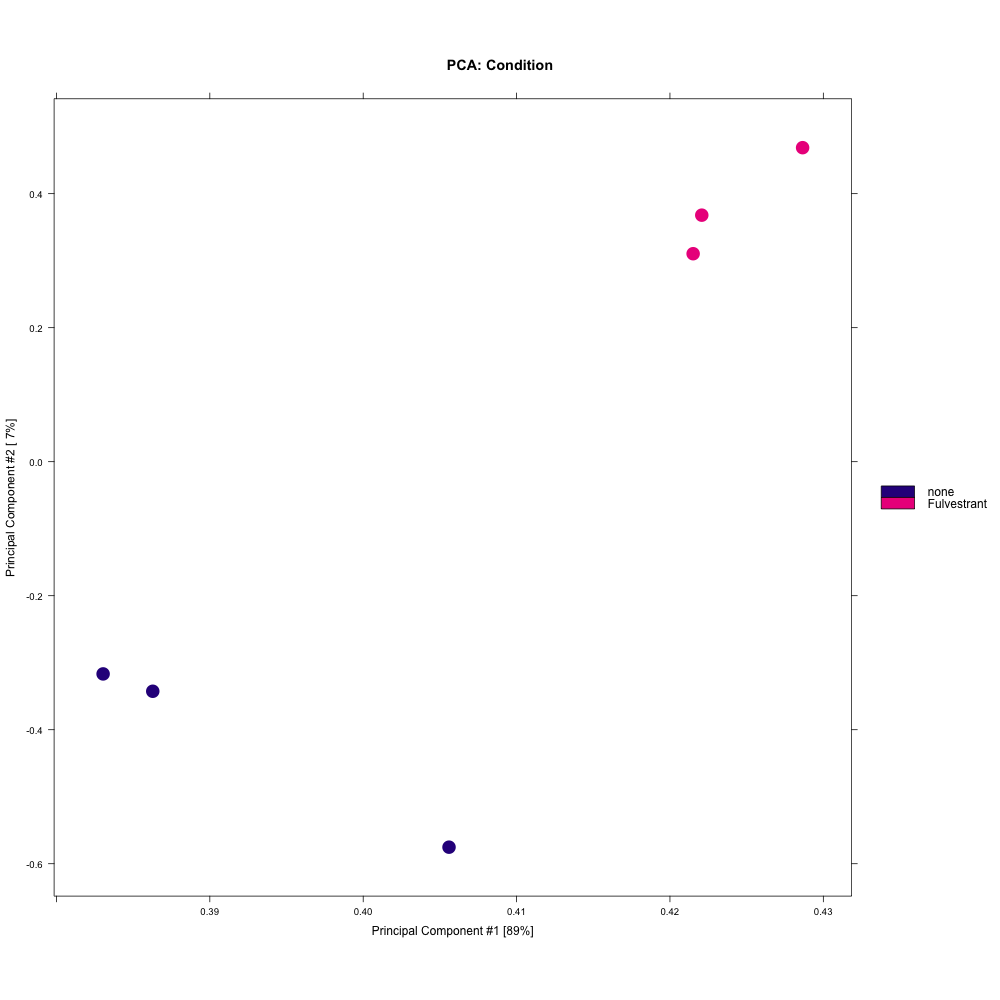 PCA: Condition
0.4
0.2
0.0
-0.2
-0.4
-0.6
Principal Component #2 [ 7%]
0.39
0.40
0.41
0.42
0.43
Principal Component #1 [89%]
none
Fulvestrant